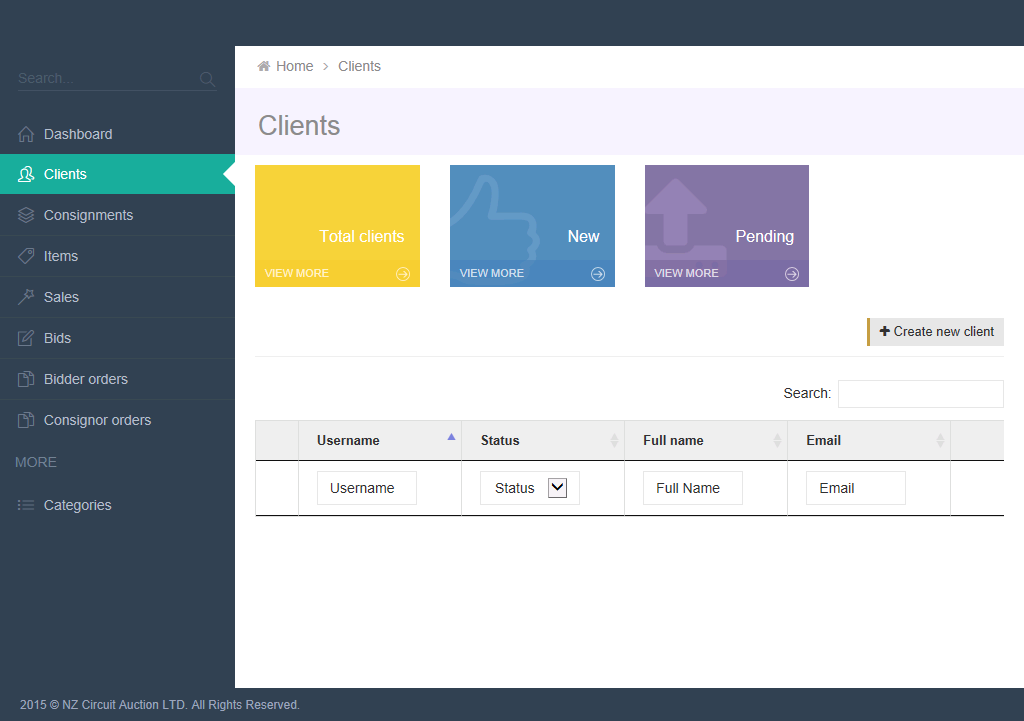 Search...
Dashboard
Clients
Consignments
Items
Sales
Bids
Bidder orders
Consignor orders
MORE
Categories
Home > Clients
Clients
Total clients
VIEW MORE
New
VIEW MORE
Pending
VIEW MORE
Create new client
Search:
Username Status Full name Email
Username Status Full Name Email
2015 © NZ Circuit Auction LTD. All Rights Reserved.